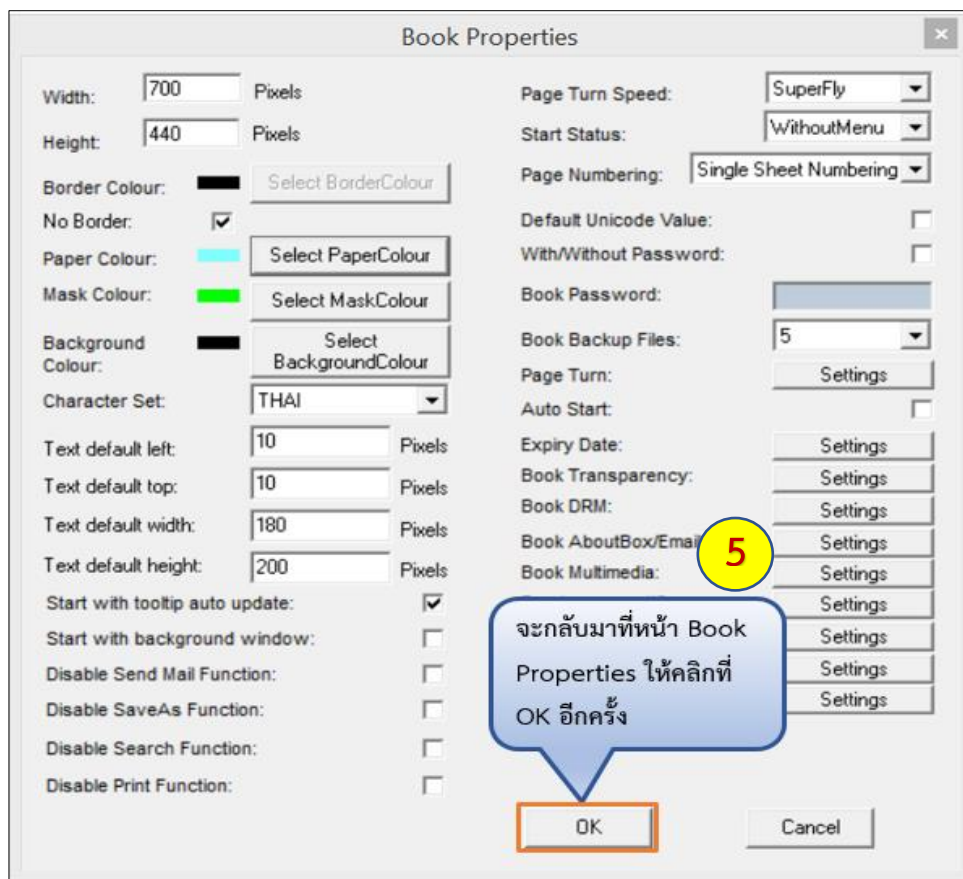 Book Properties
Width: 700 Pixels
Height: 440 Pixels
Border Colour: Select BorderColour
No Border:
Paper Colour: Select PaperColour
Mask Colour: Select MaskColour
Background Colour: Select BackgroundColour
Character Set: THAI
Text default left: 10 Pixels
Text default top: 10 Pixels
Text default width: 180 Pixels
Text default height: 200 Pixels
Start with tooltip auto update:
Start with background window:
Disable Send Mail Function:
Disable SaveAs Function:
Disable Search Function:
Disable Print Function:
Page Turn Speed: SuperFly
Start Status: WithoutMenu
Page Numbering: Single Sheet Numbering
Default Unicode Value:
With/Without Password:
Book Password:
Book Backup Files: 5
Page Turn: Settings
Auto Start:
Expiry Date: Settings
Book Transparency: Settings
Book DRM: Settings
Book AboutBox/Email Settings
Book Multimedia: Settings
Settings
Settings
Settings
Settings
5
จะกลับมาที่หน้า Book
Properties ให้คลิกที่
OK อีกครั้ง
OK Cancel